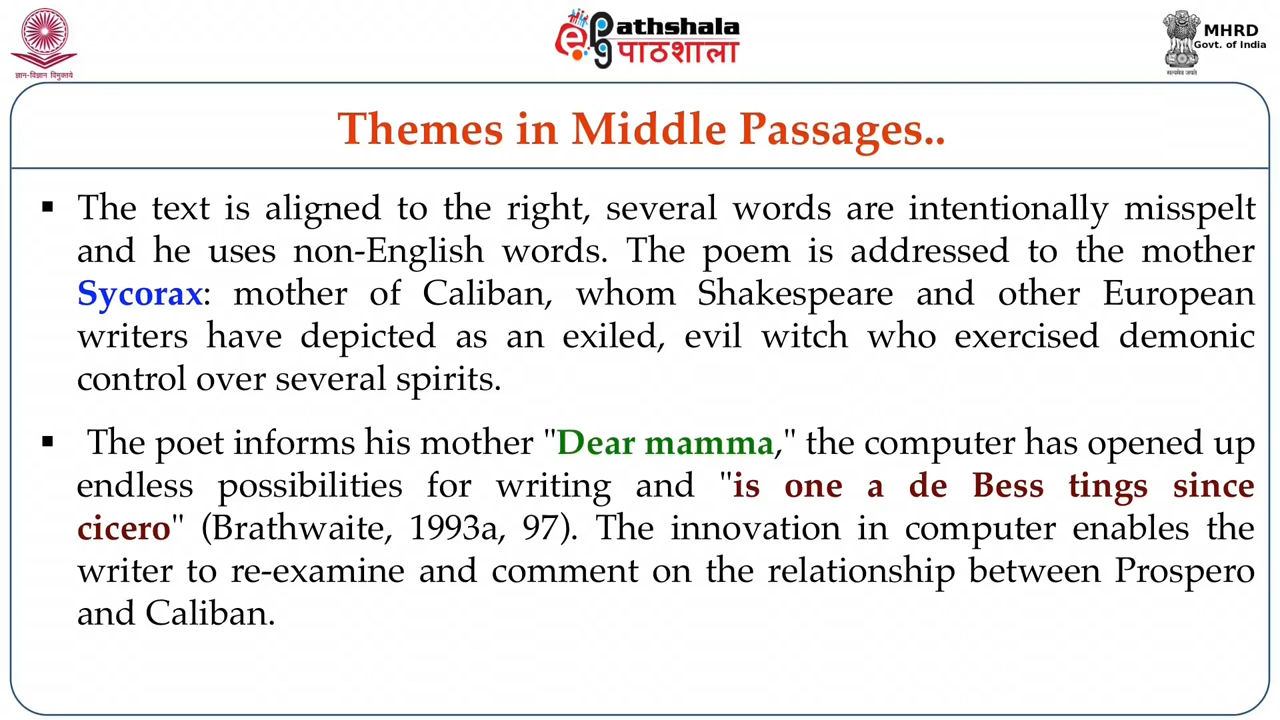 ज्ञान-विज्ञान विमुक्तये
ePathshala
पाठशाला
सत्यमेव जयते
MHRD
Govt. of India
Themes in Middle Passages..
▪ The text is aligned to the right, several words are intentionally misspelt
and he uses non-English words. The poem is addressed to the mother
Sycorax: mother of Caliban, whom Shakespeare and other European
writers have depicted as an exiled, evil witch who exercised demonic
control over several spirits.
▪ The poet informs his mother "Dear mamma," the computer has opened up
endless possibilities for writing and "is one a de Bess tings since
cicero" (Brathwaite, 1993a, 97). The innovation in computer enables the
writer to re-examine and comment on the relationship between Prospero
and Caliban.